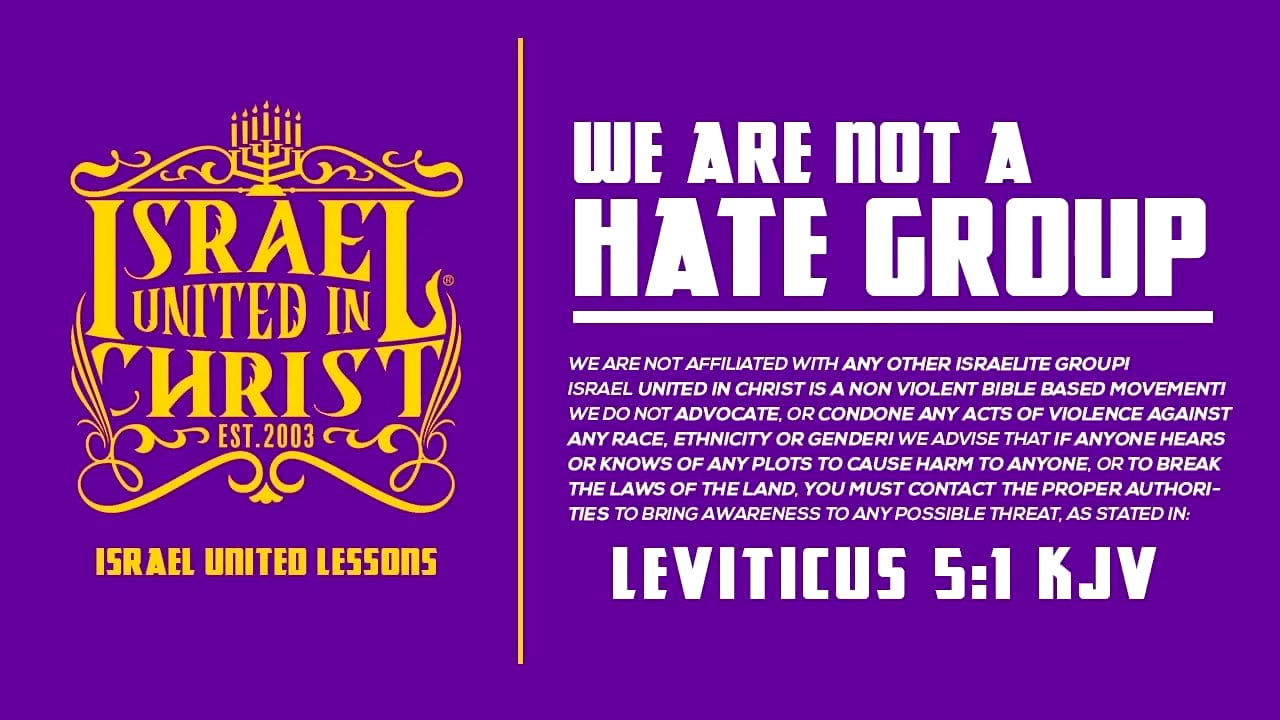 ISRAEL
UNITED IN
CHRIST
®
EST.2003
ISRAEL UNITED LESSONS
WE ARE NOT A
HATE GROUP
WE ARE NOT AFFILIATED WITH ANY OTHER ISRAELITE GROUP!
ISRAEL UNITED IN CHRIST IS A NON VIOLENT BIBLE BASED MOVEMENT!
WE DO NOT ADVOCATE, OR CONDONE ANY ACTS OF VIOLENCE AGAINST
ANY RACE, ETHNICITY OR GENDER! WE ADVISE THAT IF ANYONE HEARS
OR KNOWS OF ANY PLOTS TO CAUSE HARM TO ANYONE, OR TO BREAK
THE LAWS OF THE LAND, YOU MUST CONTACT THE PROPER AUTHORI-
TIES TO BRING AWARENESS TO ANY POSSIBLE THREAT, AS STATED IN:
LEVITICUS 5:1 KJV